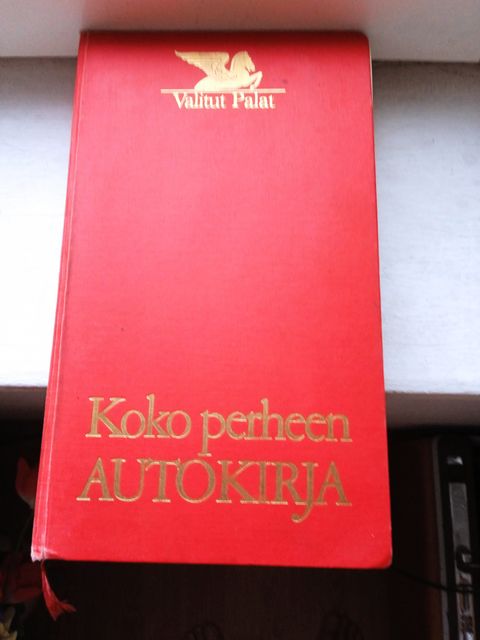 Valitut Palat
Koko perheen
AUTOKIRJA